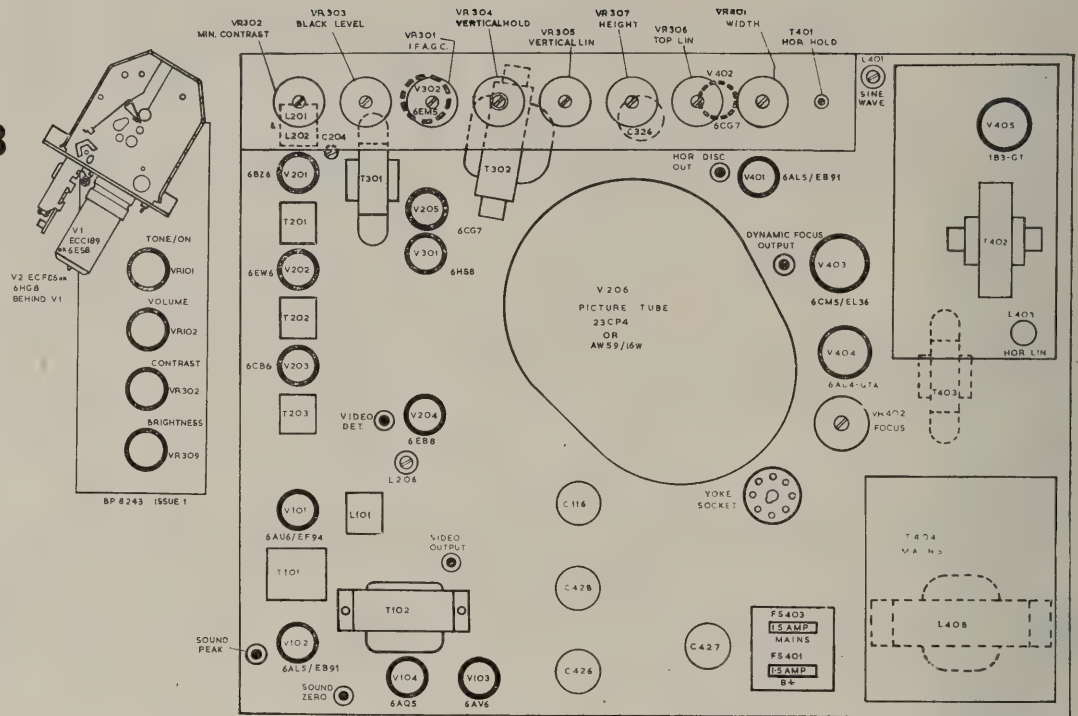 VR302
MIN. CONTRAST
VR303
BLACK LEVEL
VR301
I.F.A.G.C.
VR304
VERTICAL HOLD
VR305
VERTICAL LIN
VR307
HEIGHT
VR306
TOP LIN
VR401
WIDTH
T401
HOR HOLD
L401
SINE
WAVE
L201
&
L202
C204
V302
6EM5
T302
C326
V402
6CG7
V405
1B3-GT
6BZ6
V201
T301
HOR DISC
OUT
V401
6AL5/EB91
T201
V205
6CG7
V301
6HS8
6EW6
V202
T202
6CB6
V203
T203
DYNAMIC FOCUS
OUTPUT
V403
6CM5/EL36
T402
V206
PICTURE TUBE
23CP4
OR
AW59/16W
L403
HOR LIN
V404
6AU4-GTA
T403
VR402
FOCUS
V1
ECC189
6ES8
V2
6HG8
BEHIND V1
TONE/ON
VR101
VOLUME
VR102
CONTRAST
VR302
BRIGHTNESS
VR309
BP 8243 ISSUE 1
VIDEO
DET.
V204
6EB8
L206
YOKE
SOCKET
V101
6AU6/EF94
L101
C116
VIDEO
OUTPUT
T101
T102
C428
T404
MAINS
L408
SOUND
PEAK
V102
6AL5/EB91
SOUND
ZERO
V104
6AQ5
V103
6AV6
C426
C427
FS403
1.5 AMP
MAINS
FS401
1.5 AMP
B+